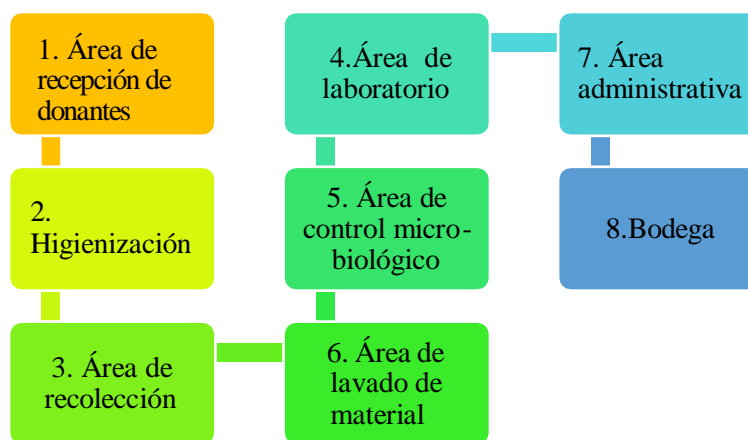 1. Área de
recepción de
donantes
2.
Higienización
3. Área de
recolección
4.Área de
laboratorio
5. Área de
control micro-
biológico
6. Área de
lavado de
material
7. Área
administrativa
8.Bodega